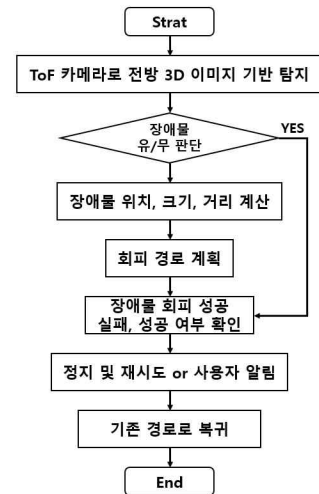 Strat
ToF 카메라로 전방 3D 이미지 기반 탐지
장애물
유/무 판단
YES
장애물 위치, 크기, 거리 계산
회피 경로 계획
장애물 회피 성공
실패, 성공 여부 확인
정지 및 재시도 or 사용자 알림
기존 경로로 복귀
End